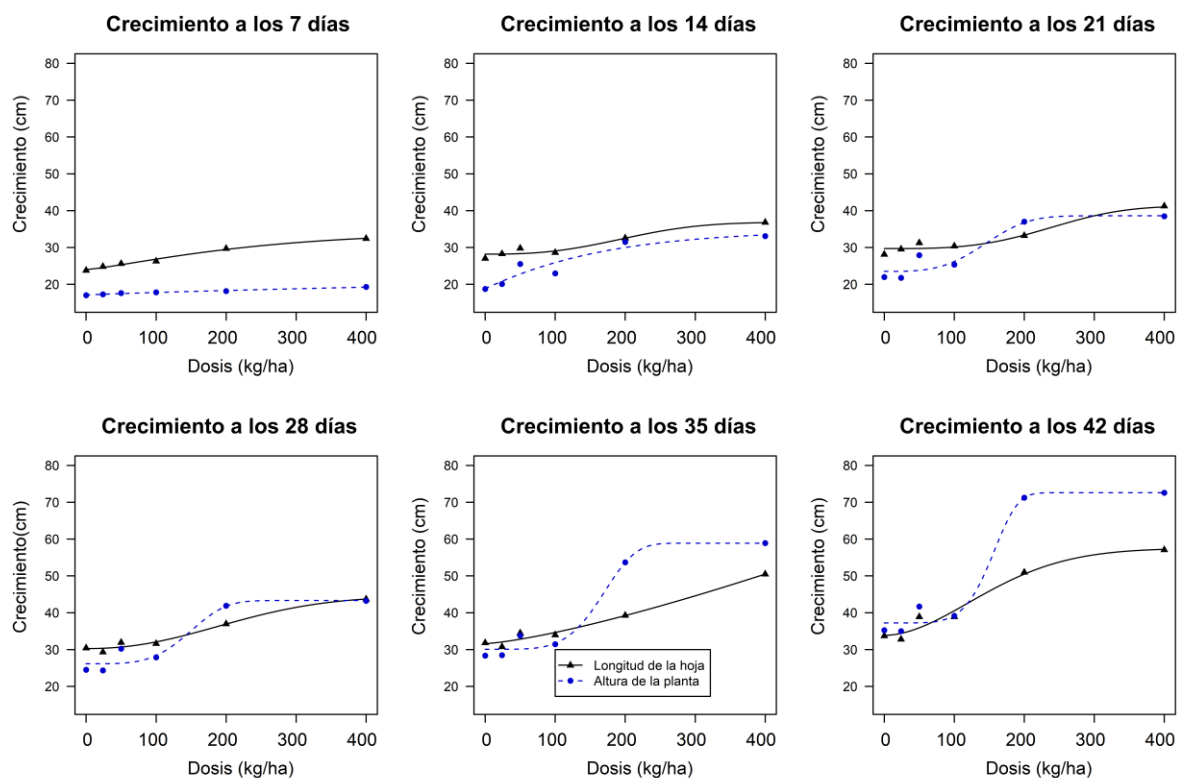 Crecimiento a los 7 días
Crecimiento (cm)
80
70
60
50
40
30
20
0 100 200 300 400
Dosis (kg/ha)
Crecimiento a los 14 días
Crecimiento (cm)
80
70
60
50
40
30
20
0 100 200 300 400
Dosis (kg/ha)
Crecimiento a los 21 días
Crecimiento (cm)
80
70
60
50
40
30
20
0 100 200 300 400
Dosis (kg/ha)
Crecimiento a los 28 días
Crecimiento(cm)
80
70
60
50
40
30
20
0 100 200 300 400
Dosis (kg/ha)
Crecimiento a los 35 días
Crecimiento (cm)
80
70
60
50
40
30
20
Longitud de la hoja
Altura de la planta
0 100 200 300 400
Dosis (kg/ha)
Crecimiento a los 42 días
Crecimiento (cm)
80
70
60
50
40
30
20
0 100 200 300 400
Dosis (kg/ha)